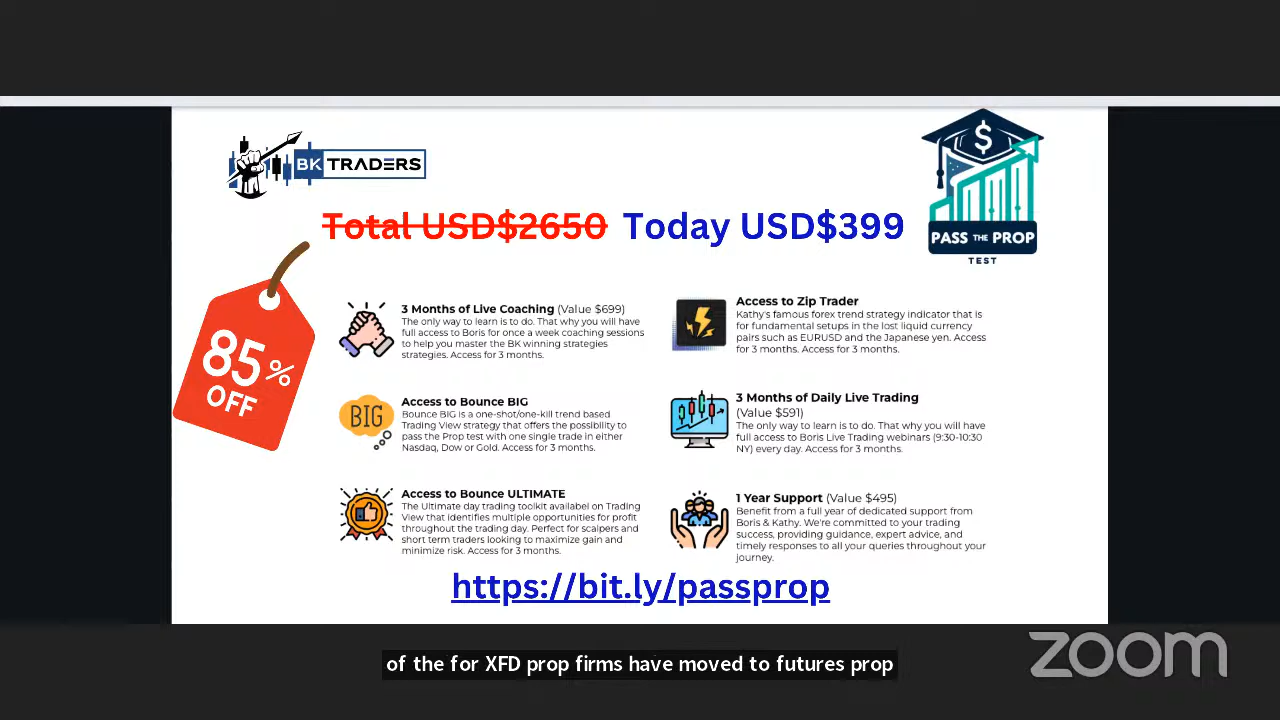 BK TRADERS
PASS THE PROP
TEST
Total USD$2650 Today USD$399
85%
OFF
3 Months of Live Coaching (Value $699)
The only way to learn is to do. That why you will have
full access to Boris for once a week coaching sessions
to help you master the BK winning strategies
strategies. Access for 3 months.
BIG
Access to Bounce BIG
Bounce BIG is a one-shot/one-kill trend based
Trading View strategy that offers the possibility to
pass the Prop test with one single trade in either
Nasdaq, Dow or Gold. Access for 3 months.
Access to Bounce ULTIMATE
The Ultimate day trading toolkit availabel on Trading
View that identifies multiple opportunities for profit
throughout the trading day. Perfect for scalpers and
short term traders looking to maximize gain and
minimize risk. Access for 3 months.
Access to Zip Trader
Kathy's famous forex trend strategy indicator that is
for fundamental setups in the lost liquid currency
pairs such as EURUSD and the Japanese yen. Access
for 3 months. Access for 3 months.
3 Months of Daily Live Trading
(Value $591)
The only way to learn is to do. That why you will have
full access to Boris Live Trading webinars (9:30-10:30
NY) every day. Access for 3 months.
1 Year Support (Value $495)
Benefit from a full year of dedicated support from
Boris & Kathy. We're committed to your trading
success, providing guidance, expert advice, and
timely responses to all your queries throughout your
journey.
https://bit.ly/passprop
of the for XFD prop firms have moved to futures prop
zoom